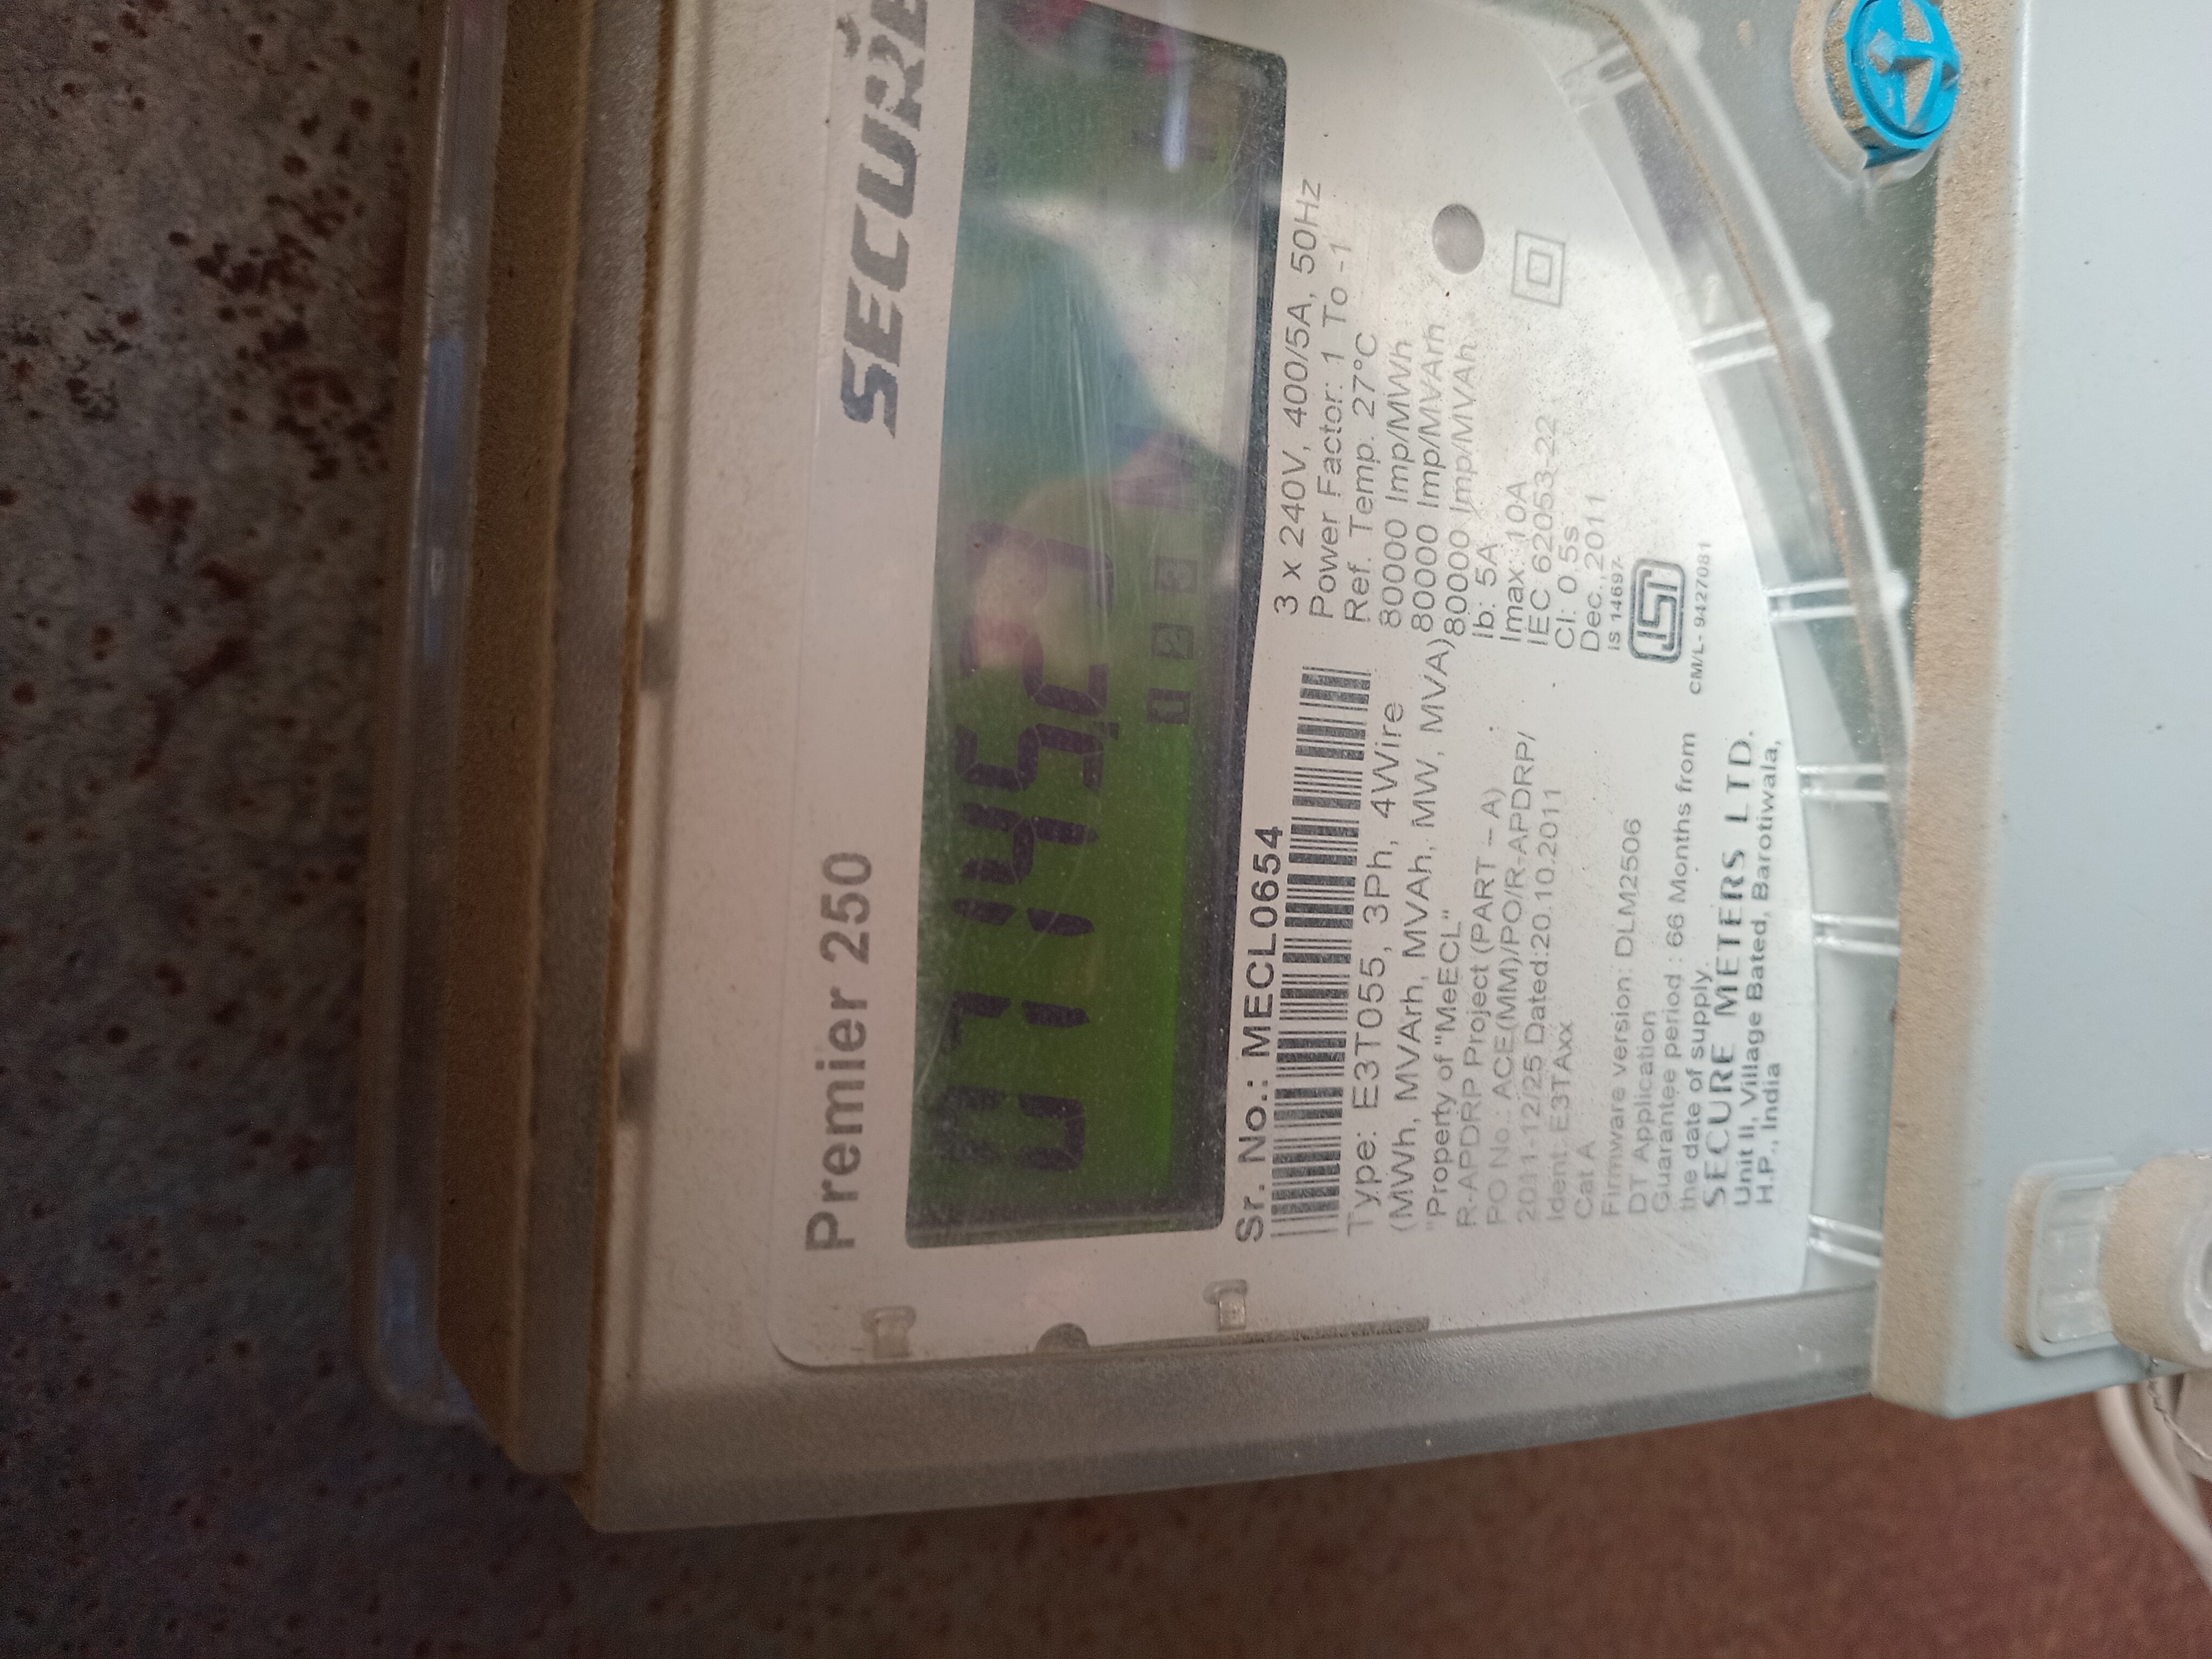 Premier 250
SECURE
1 2 3
Sr. No.: MECL0654
Type: E3T055, 3Ph, 4Wire
(MWh, MVArh, MVAh, MW, MVA)
"Property of "MeECL"
R-APDRP Project (PART – A)
PO No.: ACE(MM)/PO/R-APDRP/
2011-12/25 Dated:20.10.2011
Ident.: E3TAxx
Cat A
Firmware version: DLM2506
DT Application
Guarantee period : 66 Months from
the date of supply.
SECURE METERS LTD.
Unit II, Village Bated, Barotiwala,
H.P., India
3 x 240V, 400/5A, 50Hz
Power Factor: 1 To -1
Ref. Temp. 27°C
80000 Imp/MWh
80000 Imp/MVArh
80000 Imp/MVAh
Ib: 5A
Imax: 10A
IEC 62053-22
Cl: 0.5s
Dec.,2011
IS 14697
ISI
CM/L- 9427081